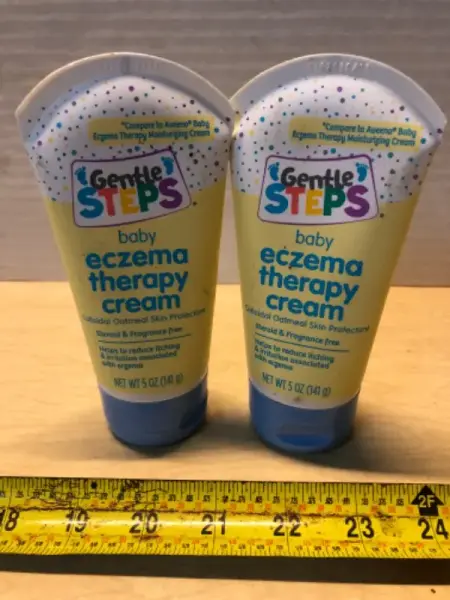 "Compare to Aveeno® Baby
Eczema Therapy Moisturizing Cream"
Gentle
STEPS
baby
eczema
therapy
cream
Colloidal Oatmeal Skin Protectant
Steroid & Fragrance free
Helps to reduce itching
& irritation associated
with eczema
NET WT 5 OZ (141 g)
"Compare to Aveeno® Baby
Eczema Therapy Moisturizing Cream
Gentle
STEPS
baby
eczema
therapy
cream
Colloidal Oatmeal Skin Protectant
Steroid & Fragrance free
Helps to reduce itching
& irritation associated
with eczema
NET WT 5 OZ (141 g)
2F
18 19 20 21 22 23 24